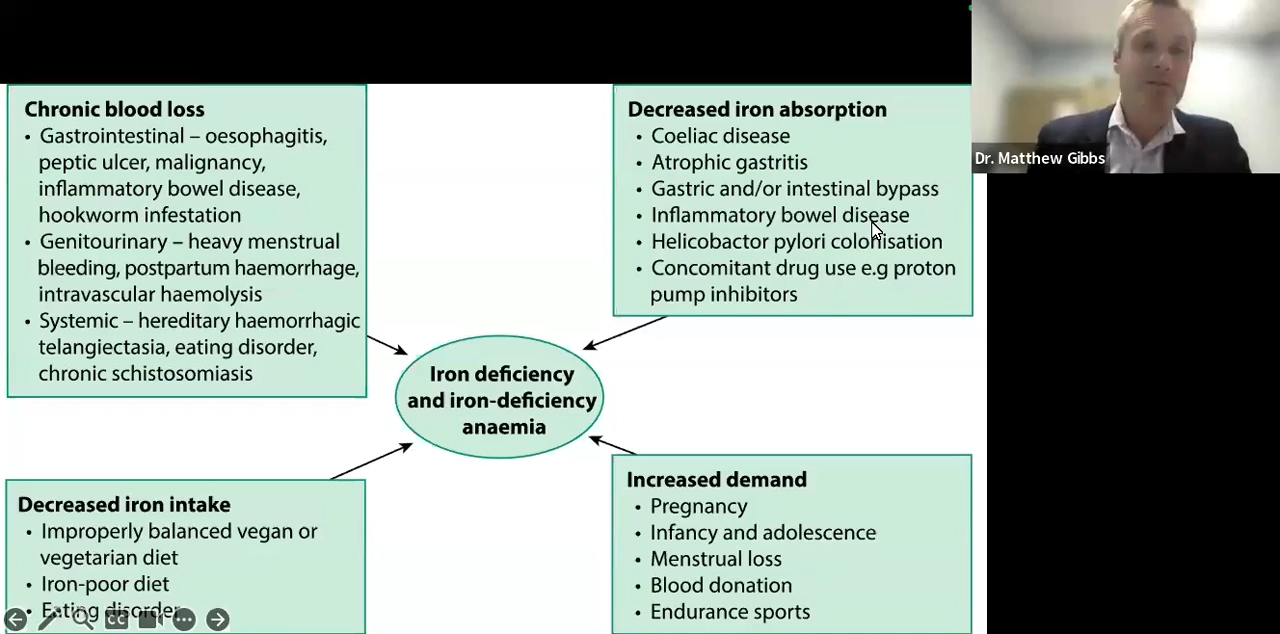 Chronic blood loss
• Gastrointestinal – oesophagitis,
peptic ulcer, malignancy,
inflammatory bowel disease,
hookworm infestation
• Genitourinary – heavy menstrual
bleeding, postpartum haemorrhage,
intravascular haemolysis
• Systemic – hereditary haemorrhagic
telangiectasia, eating disorder,
chronic schistosomiasis
Decreased iron absorption
• Coeliac disease
• Atrophic gastritis
• Gastric and/or intestinal bypass
• Inflammatory bowel disease
• Helicobacter pylori colonisation
• Concomitant drug use e.g proton
pump inhibitors
Dr. Matthew Gibbs
Iron deficiency
and iron-deficiency
anaemia
Decreased iron intake
• Improperly balanced vegan or
vegetarian diet
• Iron-poor diet
• Eating disorder
CC
Increased demand
• Pregnancy
• Infancy and adolescence
• Menstrual loss
• Blood donation
• Endurance sports